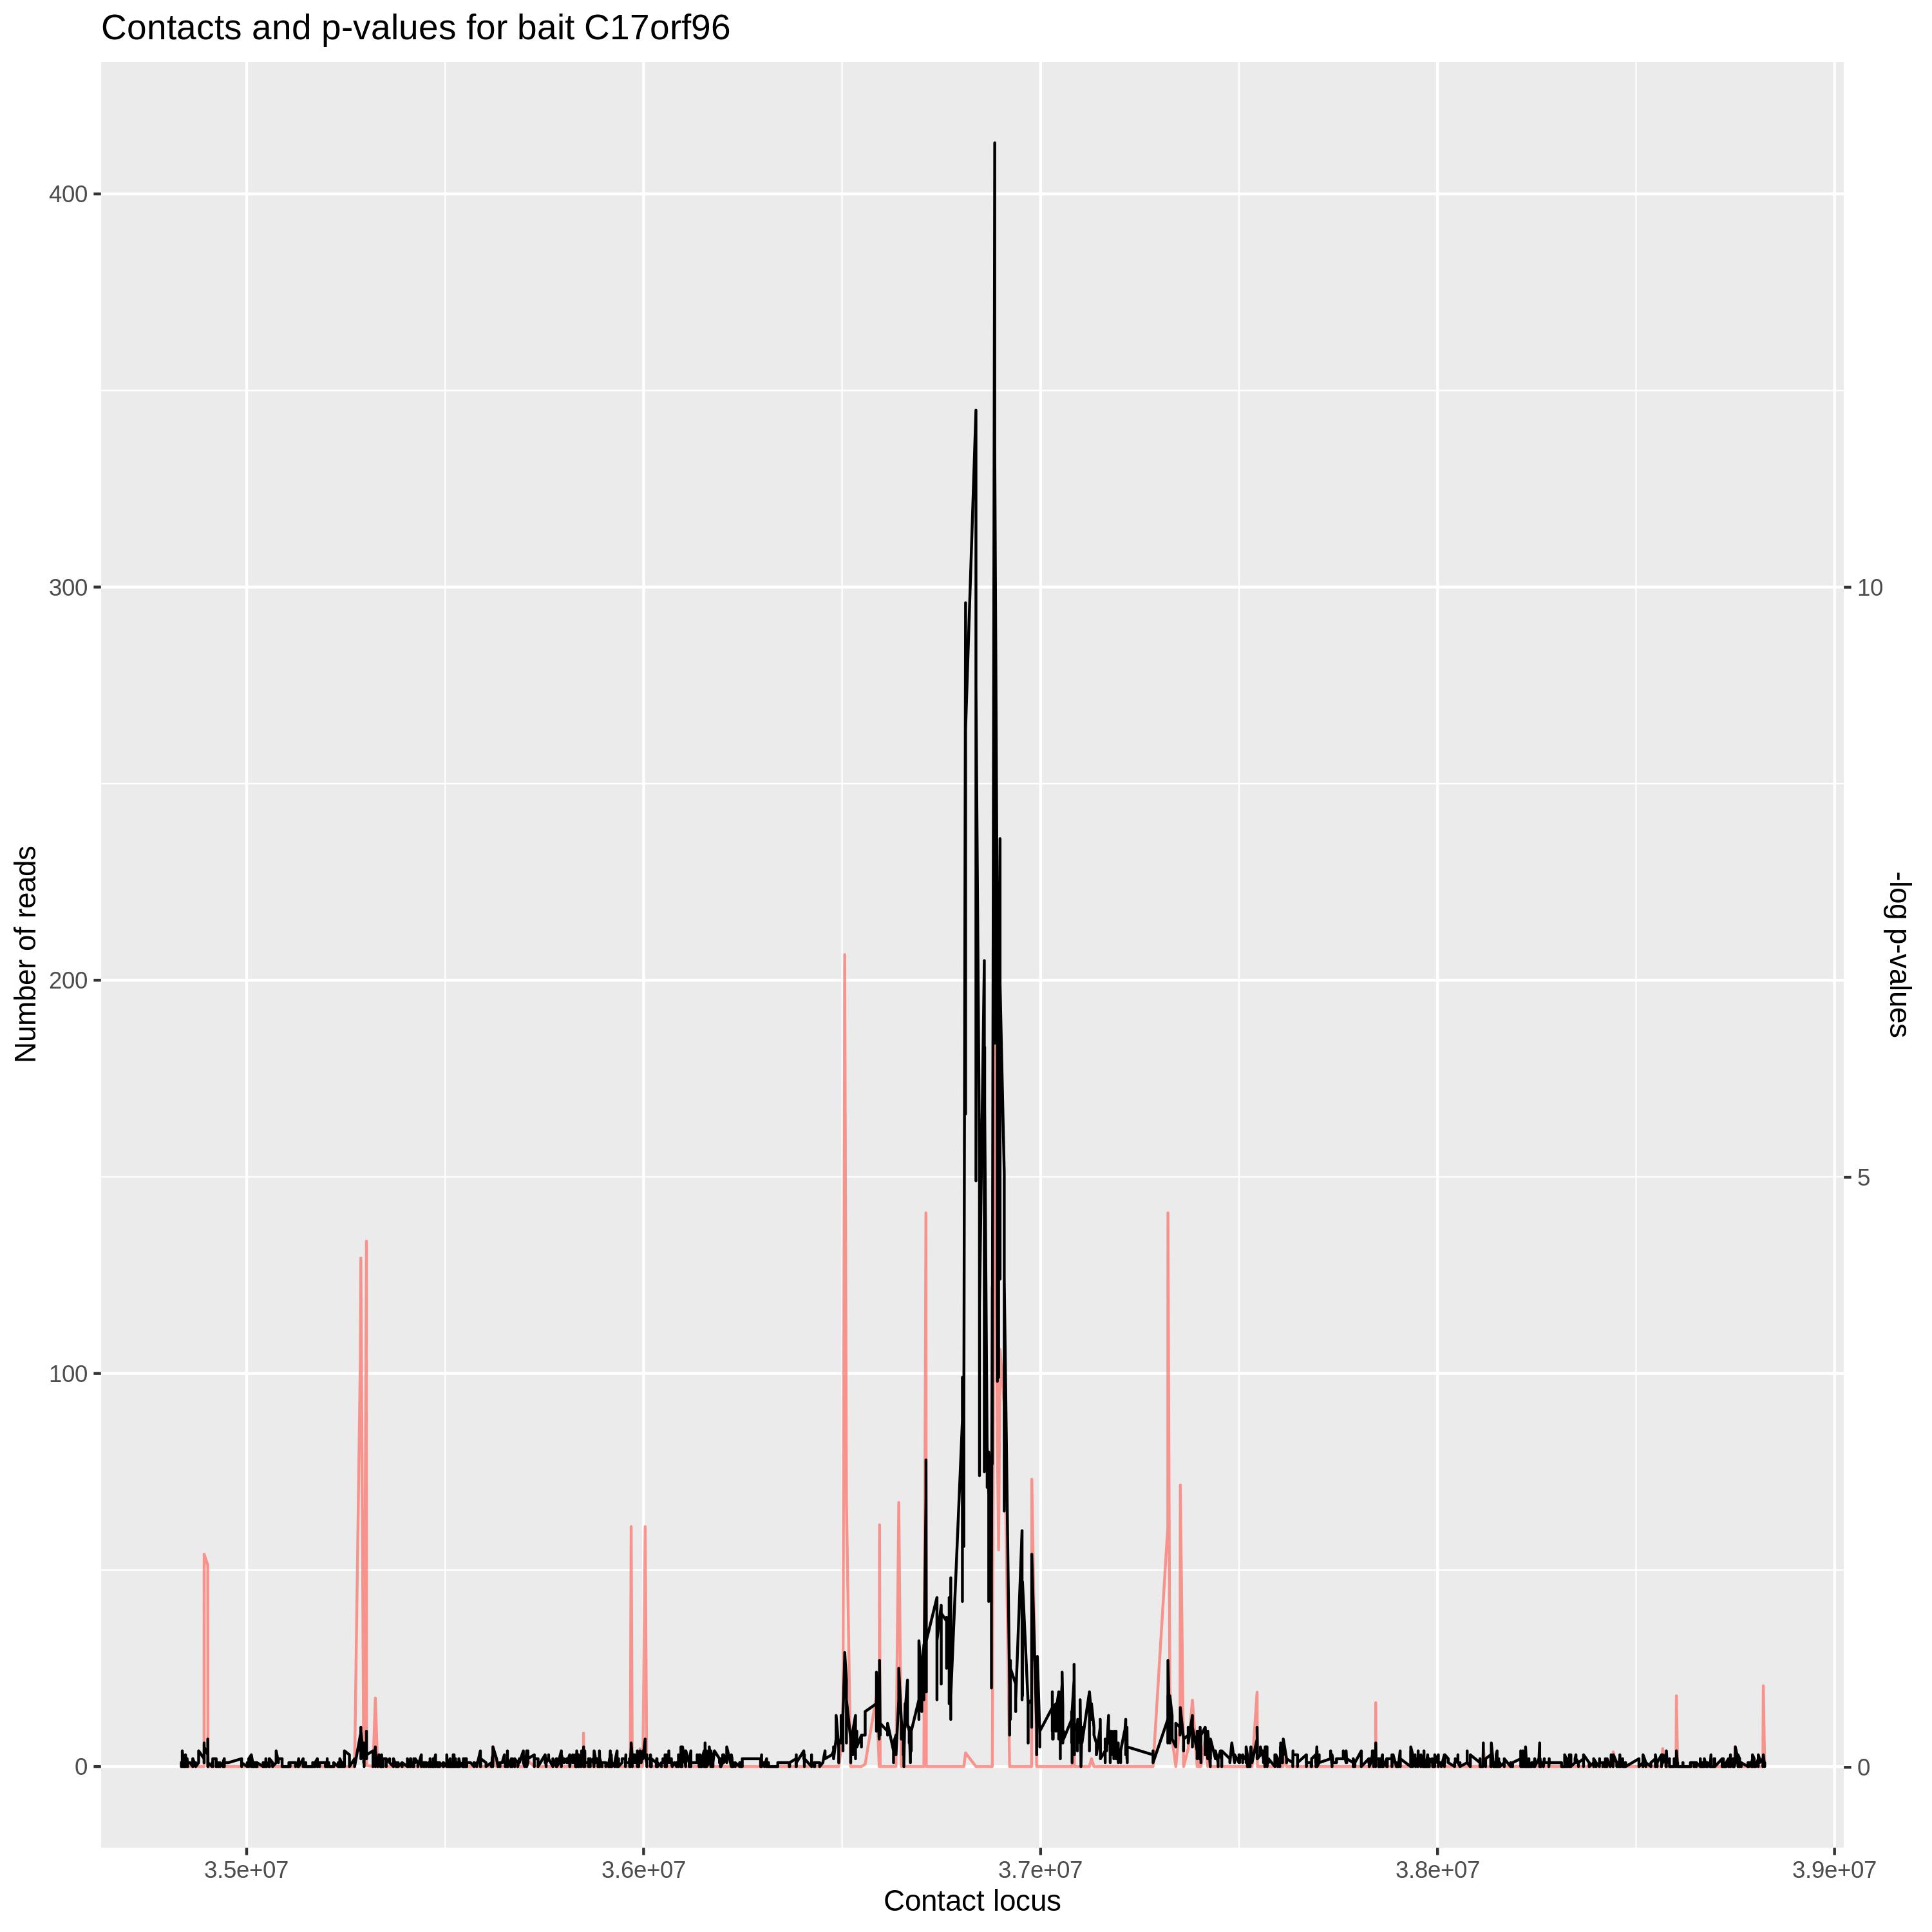 Contacts and p-values for bait C17orf96
400
300
200
100
0
10
5
0
Number of reads
-log p-values
3.5e+07 3.6e+07 3.7e+07 3.8e+07 3.9e+07
Contact locus